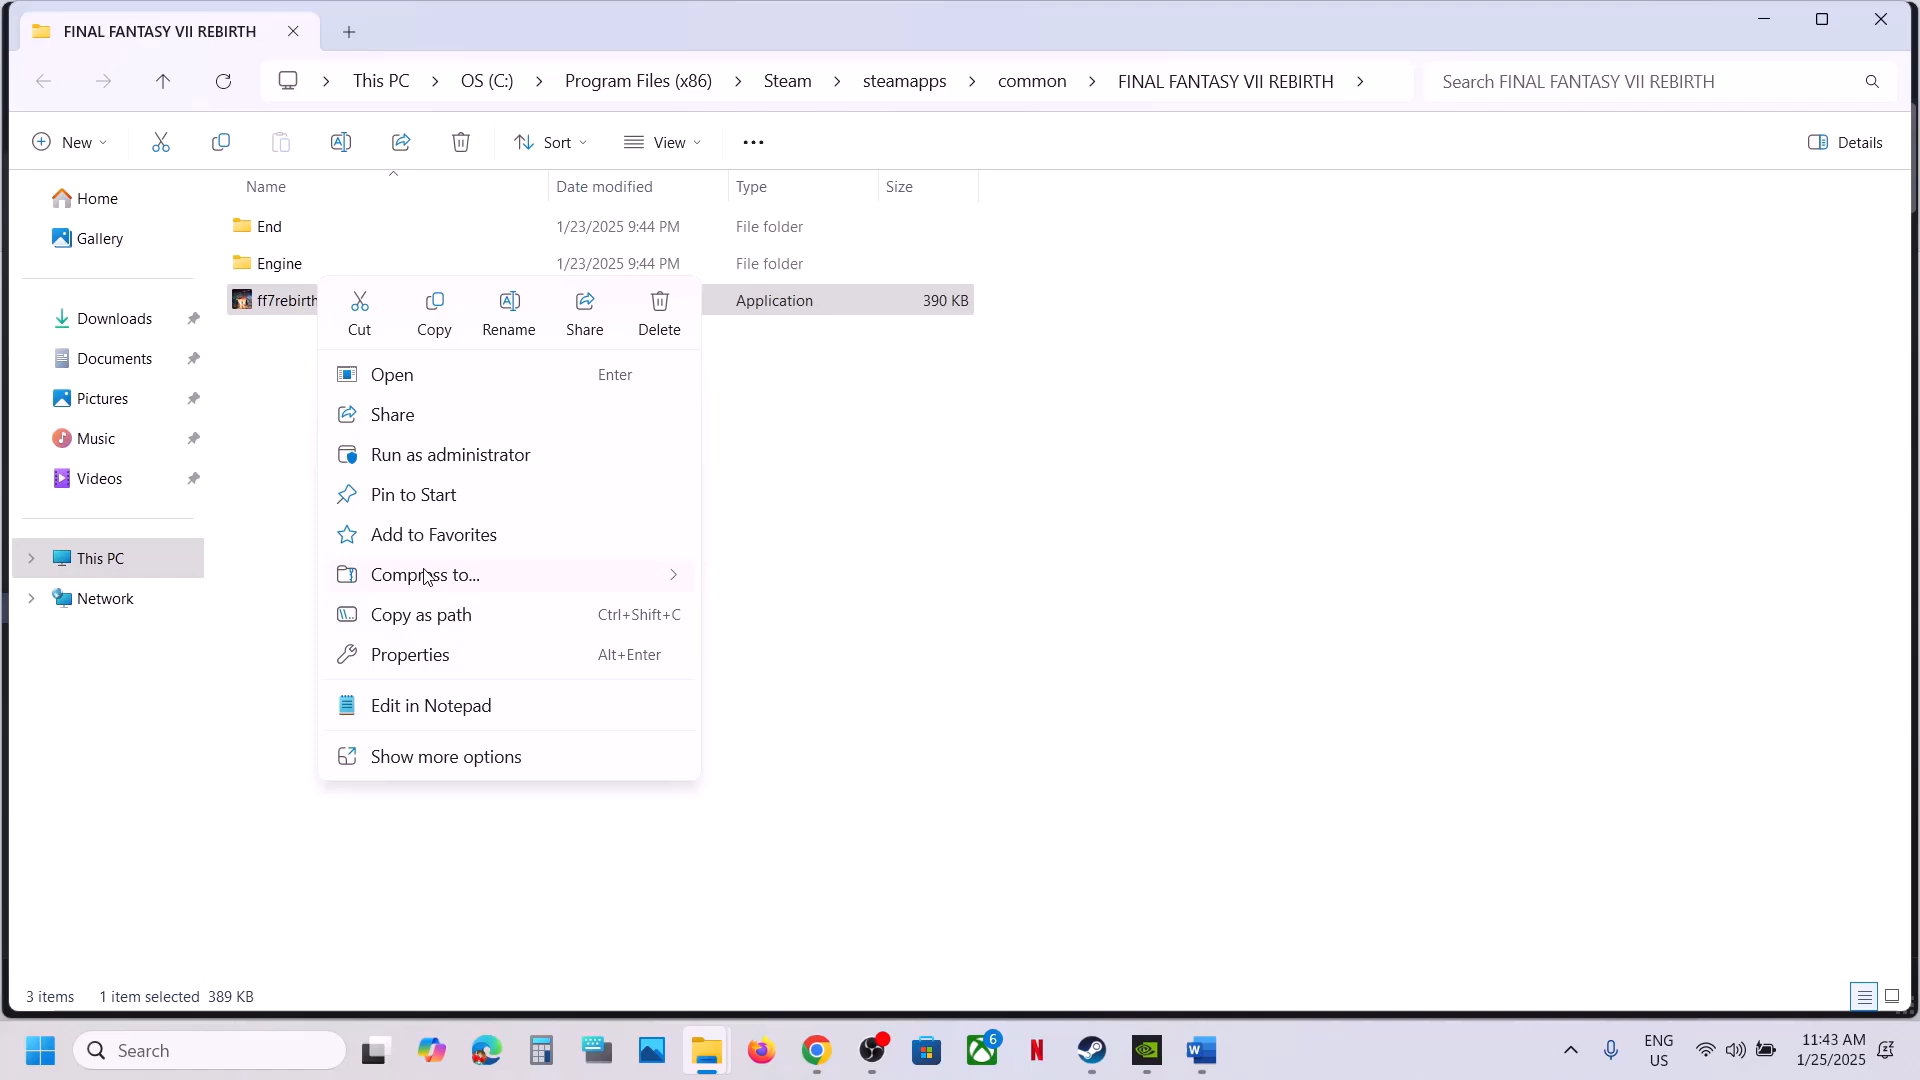 FINAL FANTASY VII REBIRTH
This PC > OS (C:) > Program Files (x86) > Steam > steamapps > common > FINAL FANTASY VII REBIRTH >
Search FINAL FANTASY VII REBIRTH
New
Sort
View
Details
Name
Date modified
Type
Size
Home
Gallery
Downloads
Documents
Pictures
Music
Videos
This PC
Network
End 1/23/2025 9:44 PM File folder
Engine 1/23/2025 9:44 PM File folder
ff7rebirth Application 390 KB
Cut
Copy
Rename
Share
Delete
Open Enter
Share
Run as administrator
Pin to Start
Add to Favorites
Compress to...
Copy as path Ctrl+Shift+C
Properties Alt+Enter
Edit in Notepad
Show more options
3 items 1 item selected 389 KB
Search
6
ENG
US
11:43 AM
1/25/2025